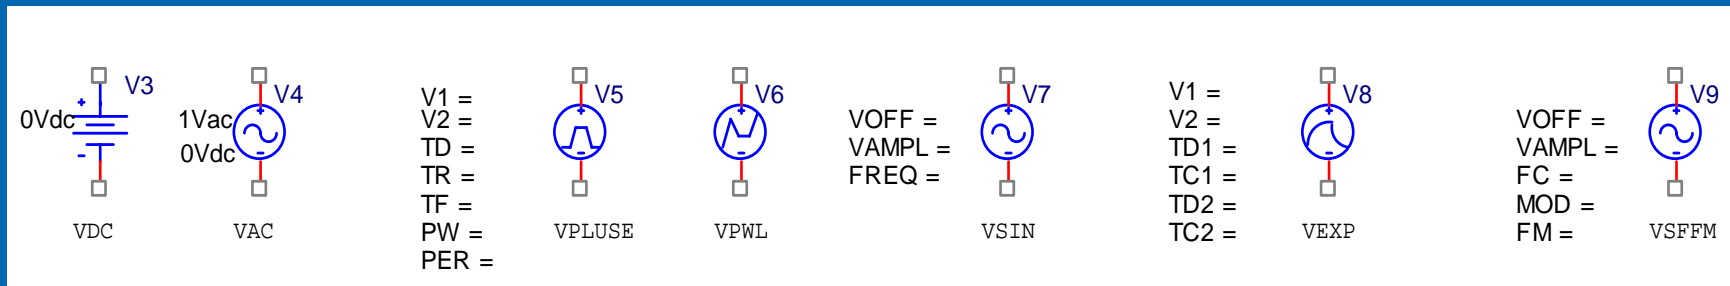 V3
0Vdc
VDC
V4
1Vac
0Vdc
VAC
V1 =
V2 =
TD =
TR =
TF =
PW =
PER =
V5
VPLUSE
V6
VPWL
VOFF =
VAMPL =
FREQ =
V7
VSIN
V1 =
V2 =
TD1 =
TC1 =
TD2 =
TC2 =
V8
VEXP
VOFF =
VAMPL =
FC =
MOD =
FM =
V9
VSFFM